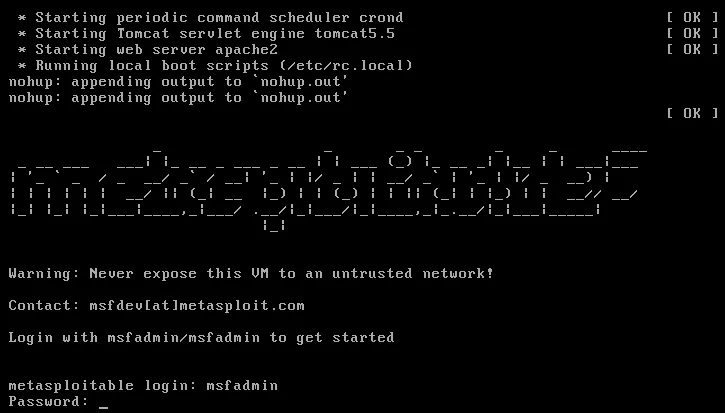 * Starting periodic command scheduler crond [ OK ]
* Starting Tomcat servlet engine tomcat5.5 [ OK ]
* Starting web server apache2 [ OK ]
* Running local boot scripts (/etc/rc.local)
nohup: appending output to `nohup.out'
nohup: appending output to `nohup.out'
[ OK ]
metasploitable2
Warning: Never expose this VM to an untrusted network!
Contact: msfdev[at]metasploit.com
Login with msfadmin/msfadmin to get started
metasploitable login: msfadmin
Password: _